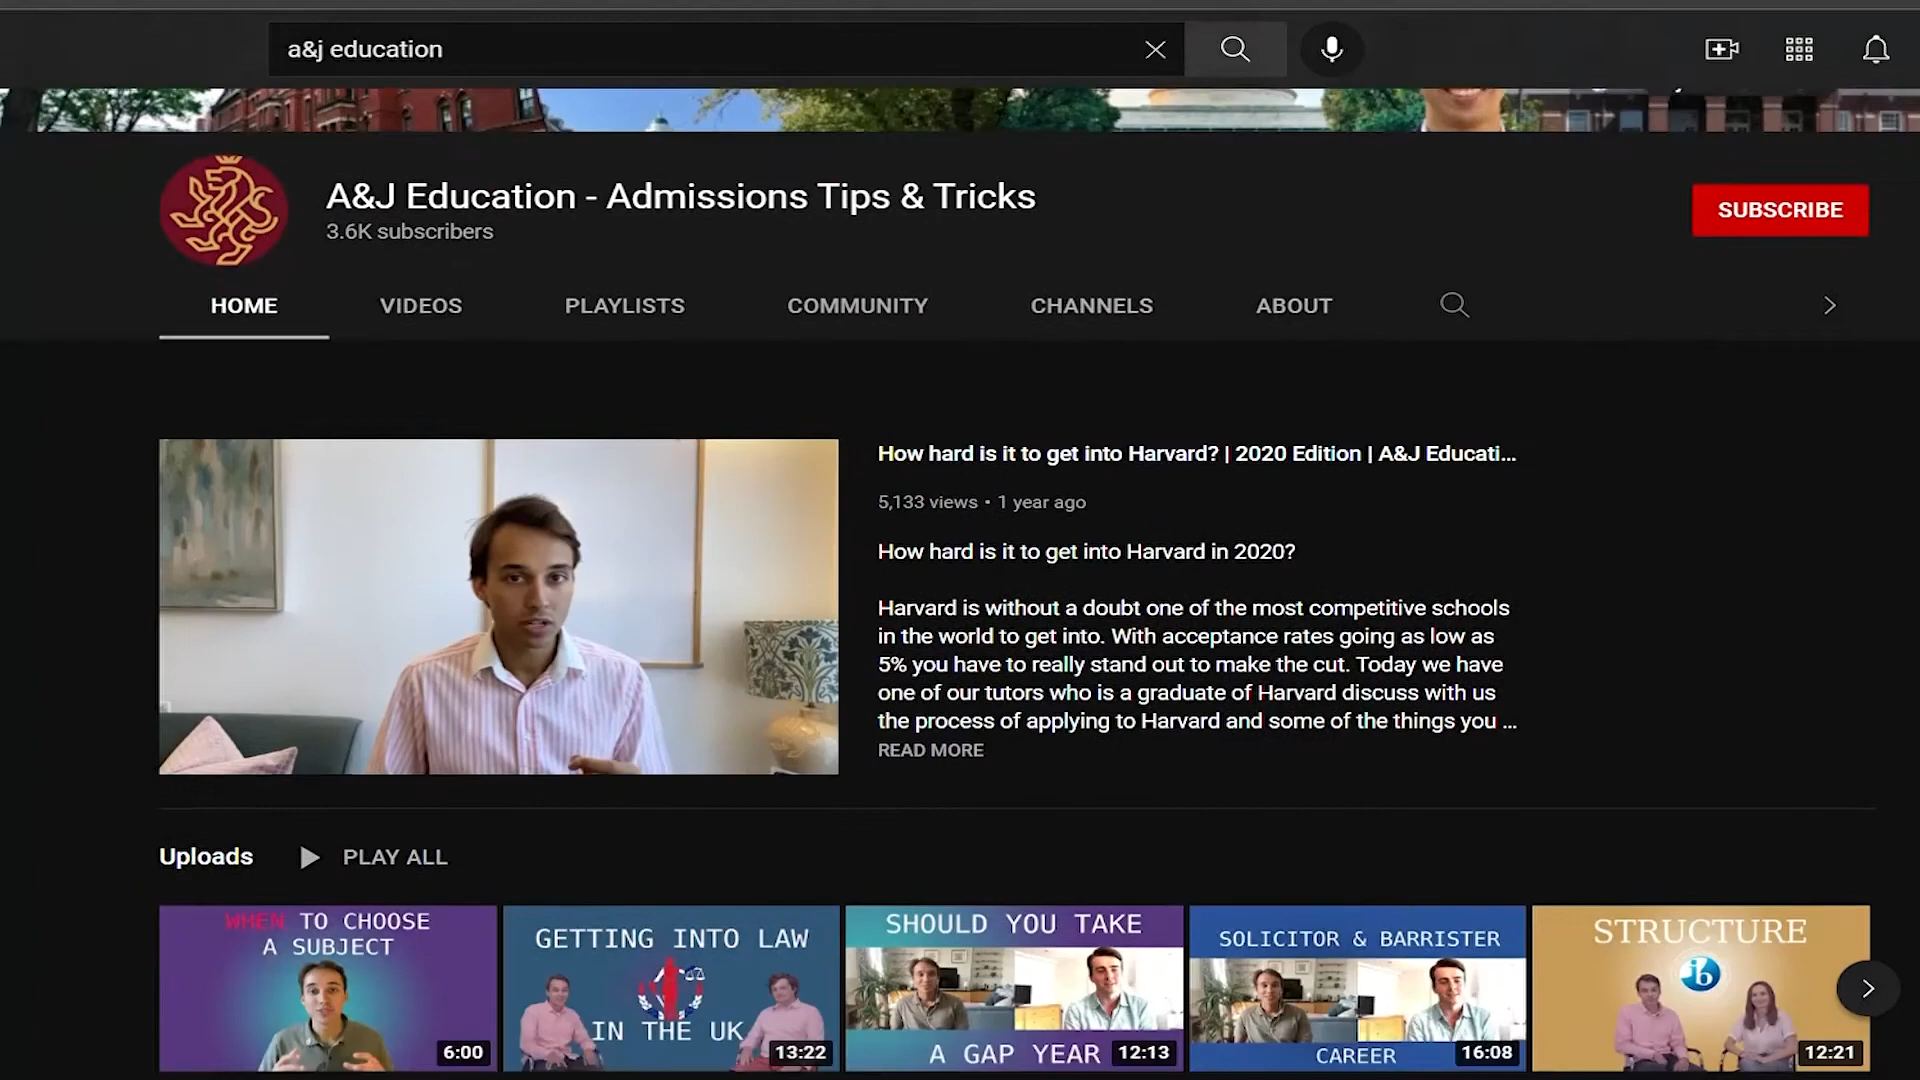 a&j education
A&J Education - Admissions Tips & Tricks
3.6K subscribers
SUBSCRIBE
HOME
VIDEOS
PLAYLISTS
COMMUNITY
CHANNELS
ABOUT
How hard is it to get into Harvard? | 2020 Edition | A&J Educati...
5,133 views • 1 year ago
How hard is it to get into Harvard in 2020?
Harvard is without a doubt one of the most competitive schools
in the world to get into. With acceptance rates going as low as
5% you have to really stand out to make the cut. Today we have
one of our tutors who is a graduate of Harvard discuss with us
the process of applying to Harvard and some of the things you ...
READ MORE
Uploads
PLAY ALL
WHEN TO CHOOSE
A SUBJECT
6:00
GETTING INTO LAW
IN THE UK
13:22
SHOULD YOU TAKE
A GAP YEAR
12:13
SOLICITOR & BARRISTER
CAREER
16:08
STRUCTURE
ib
12:21